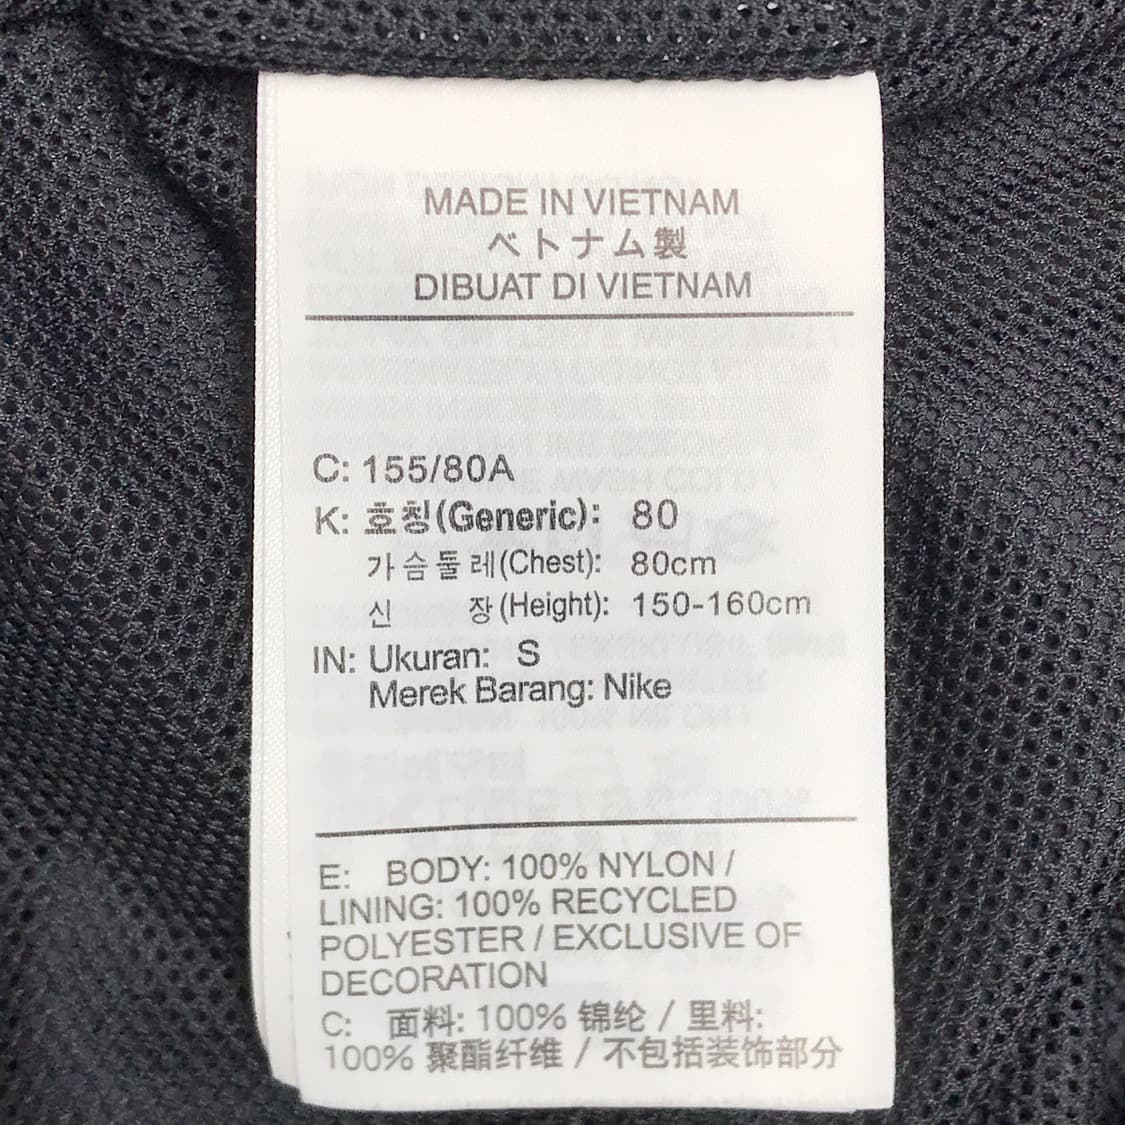 MADE IN VIETNAM
ベトナム製
DIBUAT DI VIETNAM
C: 155/80A
K: 호칭(Generic): 80
가슴둘레(Chest): 80cm
신 장(Height): 150-160cm
IN: Ukuran: S
Merek Barang: Nike
E: BODY: 100% NYLON /
LINING: 100% RECYCLED
POLYESTER / EXCLUSIVE OF
DECORATION
C: 面料: 100% 锦纶 / 里料:
100% 聚酯纤维 / 不包括装饰部分